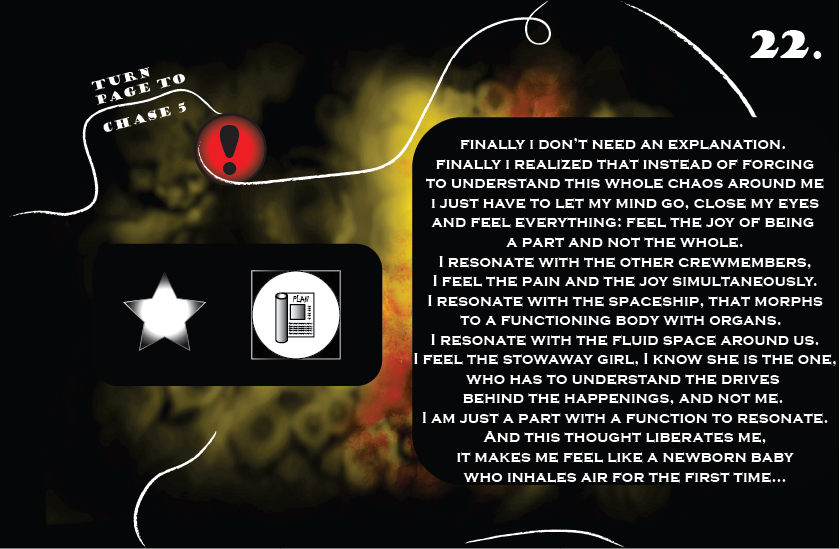 22.
TURN
PAGE TO
CHASE 5
!
PLAN
FINALLY I DON'T NEED AN EXPLANATION.
FINALLY I REALIZED THAT INSTEAD OF FORCING
TO UNDERSTAND THIS WHOLE CHAOS AROUND ME
I JUST HAVE TO LET MY MIND GO, CLOSE MY EYES
AND FEEL EVERYTHING: FEEL THE JOY OF BEING
A PART AND NOT THE WHOLE.
I RESONATE WITH THE OTHER CREWMEMBERS,
I FEEL THE PAIN AND THE JOY SIMULTANEOUSLY.
I RESONATE WITH THE SPACESHIP, THAT MORPHS
TO A FUNCTIONING BODY WITH ORGANS.
I RESONATE WITH THE FLUID SPACE AROUND US.
I FEEL THE STOWAWAY GIRL, I KNOW SHE IS THE ONE,
WHO HAS TO UNDERSTAND THE DRIVES
BEHIND THE HAPPENINGS, AND NOT ME.
I AM JUST A PART WITH A FUNCTION TO RESONATE.
AND THIS THOUGHT LIBERATES ME,
IT MAKES ME FEEL LIKE A NEWBORN BABY
WHO INHALES AIR FOR THE FIRST TIME...